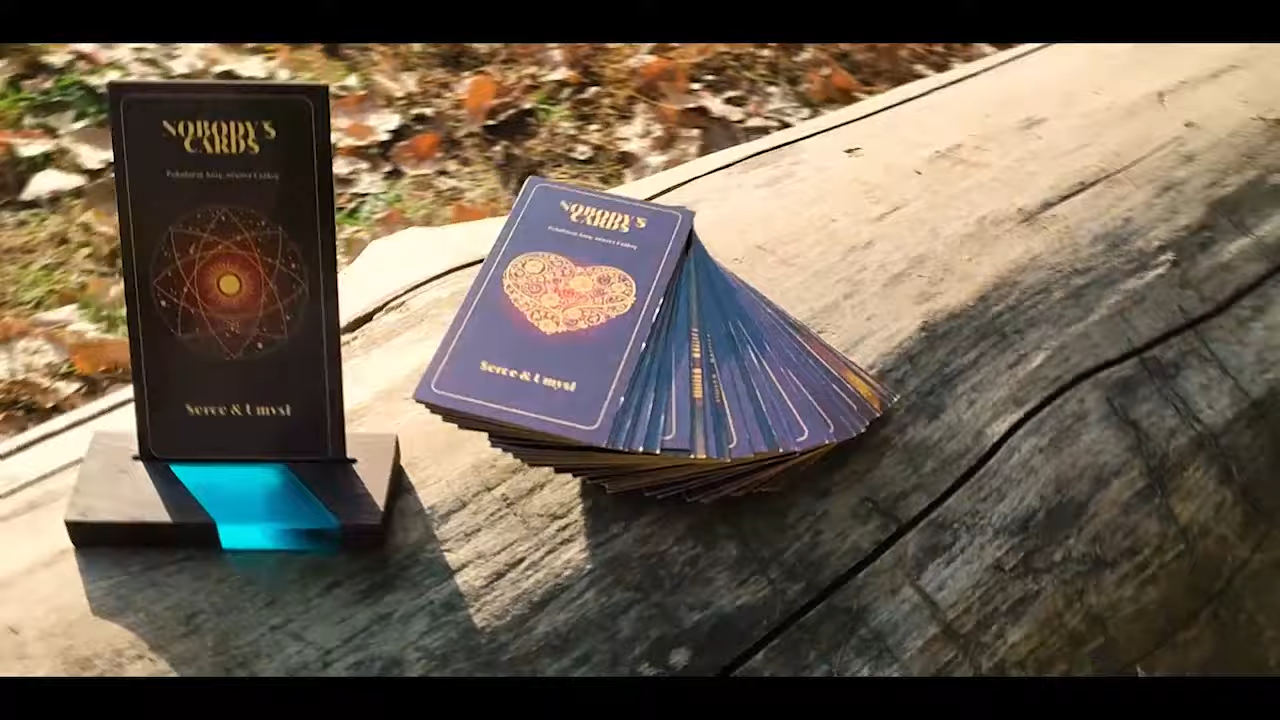 NOBODY'S
CARDS
Serce & Umysł
NOBODY'S
CARDS
Serce & Umysł